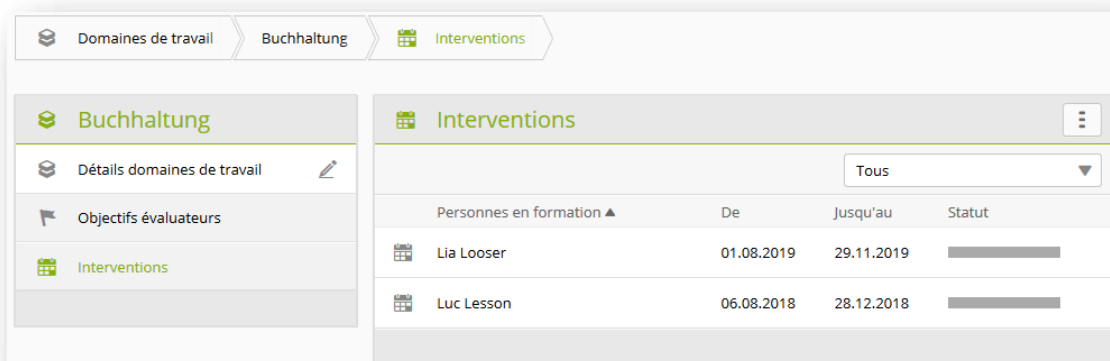 Domaines de travail Buchhaltung Interventions
Buchhaltung
Détails domaines de travail
Objectifs évaluateurs
Interventions
Interventions
Tous
Personnes en formation ▲ De Jusqu'au Statut
Lia Looser 01.08.2019 29.11.2019
Luc Lesson 06.08.2018 28.12.2018